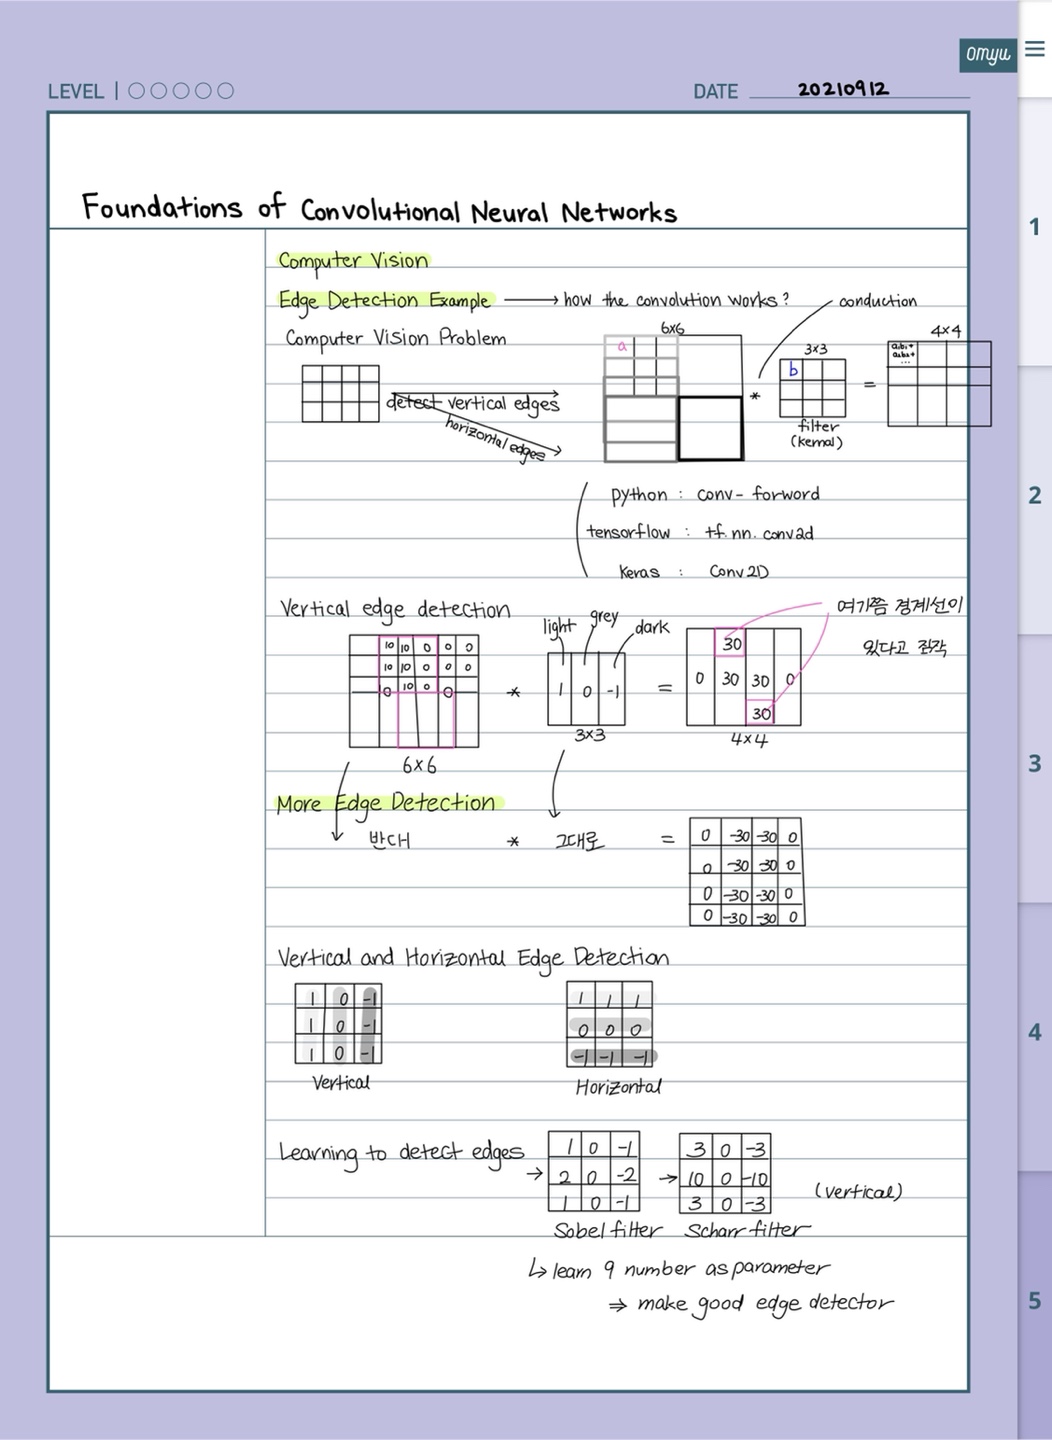 omyu
LEVEL
DATE 20210912
Foundations of Convolutional Neural Networks
1
2
3
4
5
Computer Vision
Edge Detection Example → how the convolution works?
conduction
Computer Vision Problem
6x6
3x3
4x4
a
b
a1b1+
a2b2+
...
* =
detect vertical edges
horizontal edges
filter
(kernal)
python : conv- forword
tensorflow : tf. nn. conv2d
Keras : Conv2D
Vertical edge detection
light grey dark
여기쯤 경계선이
있다고 짐작
10 10 0 0 0
10 10 0 0 0
0 10 0 0
6x6
*
1 0 -1
3x3
=
30
0 30 30 0
30
4x4
More Edge Detection
반대 * 그대로 =
0 -30 -30 0
0 -30 -30 0
0 -30 -30 0
0 -30 -30 0
Vertical and Horizontal Edge Detection
1 0 -1
1 0 -1
1 0 -1
Vertical
1 1 1
0 0 0
-1 -1 -1
Horizontal
Learning to detect edges
→
1 0 -1
2 0 -2
1 0 -1
Sobel filter
→
3 0 -3
10 0 -10
3 0 -3
Scharr filter
(vertical)
↳ learn 9 number as parameter
⇒ make good edge detector